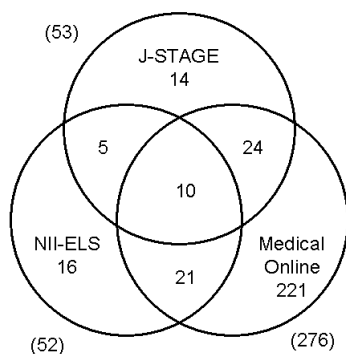 (53)
J-STAGE
14
5
24
10
NII-ELS
16
Medical
Online
221
21
(52)
(276)